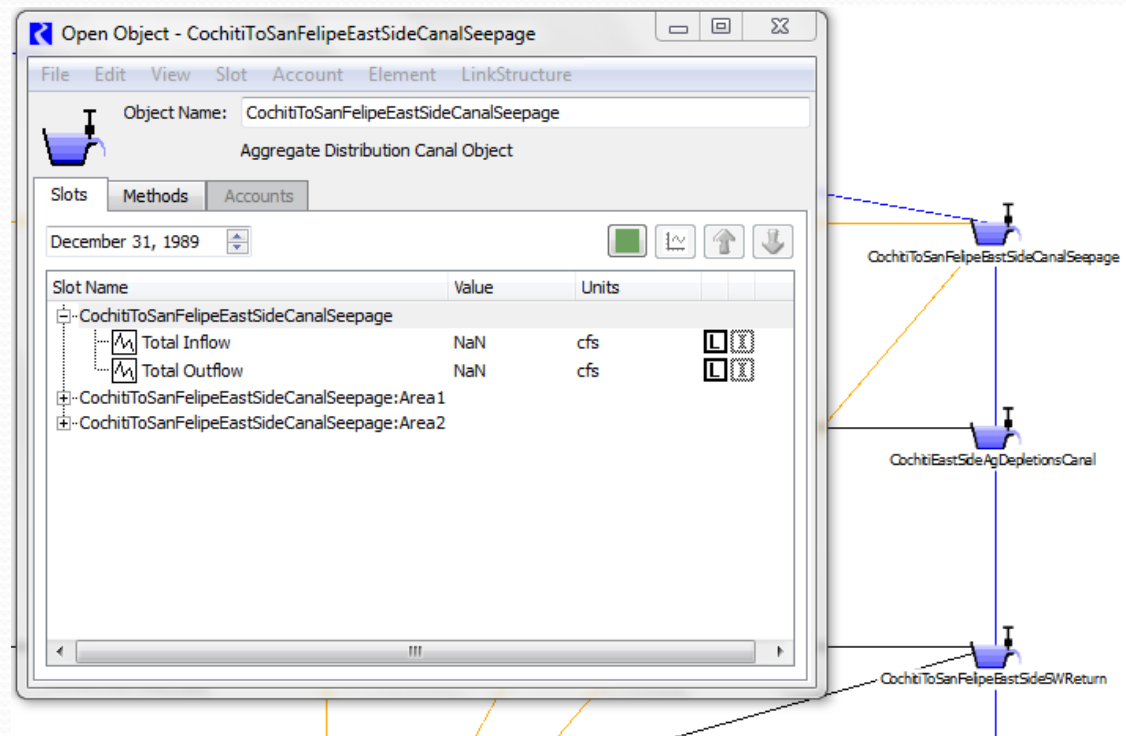 Open Object - CochitiToSanFelipeEastSideCanalSeepage
File Edit View Slot Account Element LinkStructure
Object Name: CochitiToSanFelipeEastSideCanalSeepage
Aggregate Distribution Canal Object
Slots Methods Accounts
December 31, 1989
Slot Name Value Units
CochitiToSanFelipeEastSideCanalSeepage
Total Inflow NaN cfs L I
Total Outflow NaN cfs L I
CochitiToSanFelipeEastSideCanalSeepage:Area1
CochitiToSanFelipeEastSideCanalSeepage:Area2
CochitiToSanFelipeEastSideCanalSeepage
CochitiEastSideAgDepletionsCanal
CochitiToSanFelipeEastSideSWReturn